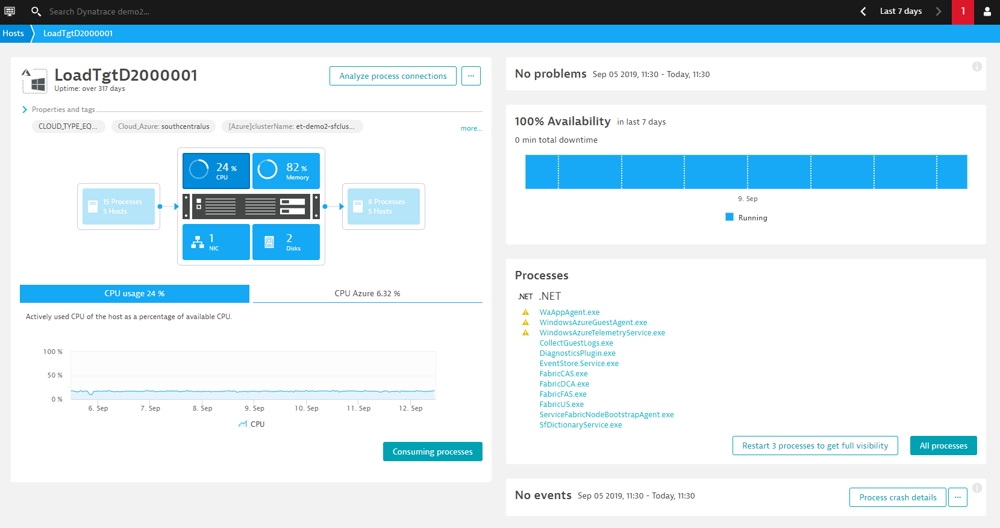 Search Dynatrace demo2...
Last 7 days
1
Hosts
LoadTgtD2000001
LoadTgtD2000001
Uptime: over 317 days
Analyze process connections
...
Properties and tags
CLOUD_TYPE_EQ...
Cloud_Azure: southcentralus
[Azure]clusterName: et-demo2-sfclus...
more...
24 %
CPU
82 %
Memory
15 Processes
5 Hosts
8 Processes
5 Hosts
1
NIC
2
Disks
CPU usage 24 %
CPU Azure 6.32 %
Actively used CPU of the host as a percentage of available CPU.
100 %
50 %
0 %
6. Sep
7. Sep
8. Sep
9. Sep
10. Sep
11. Sep
12. Sep
CPU
Consuming processes
No problems Sep 05 2019, 11:30 - Today, 11:30
i
100% Availability in last 7 days
0 min total downtime
9. Sep
Running
Processes
.NET .NET
WaAppAgent.exe
WindowsAzureGuestAgent.exe
WindowsAzureTelemetryService.exe
CollectGuestLogs.exe
DiagnosticsPlugin.exe
EventStore.Service.exe
FabricCAS.exe
FabricDCA.exe
FabricFAS.exe
FabricUS.exe
ServiceFabricNodeBootstrapAgent.exe
SfDictionaryService.exe
Restart 3 processes to get full visibility
All processes
No events Sep 05 2019, 11:30 - Today, 11:30
Process crash details
...
i